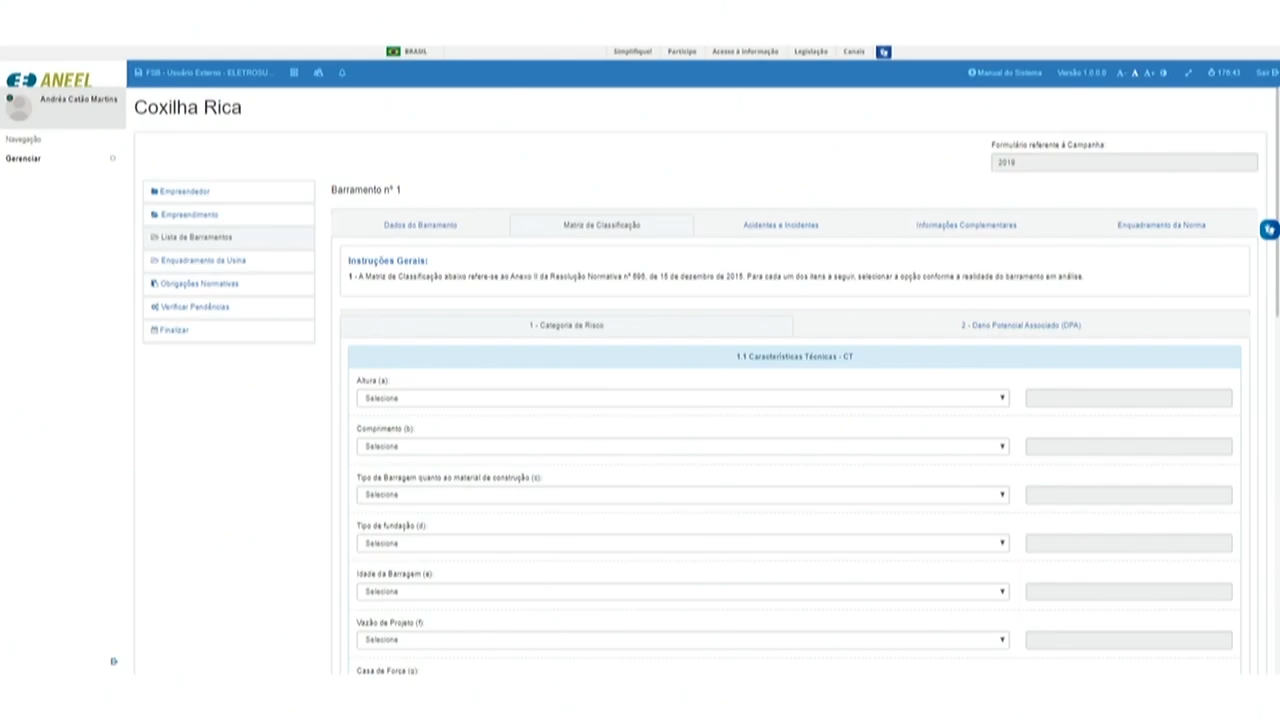 BRASIL
Simplifique!
Participe
Acesso à informação
Legislação
Canais
ANEEL
FSB - Usuário Externo - ELETROSU...
Manual do Sistema
Versão 1.0.0.0
A-
A
A+
176:43
Sair
Andréa Catão Martins
Coxilha Rica
Navegação
Gerenciar
Formulário referente à Campanha:
2019
Empreendedor
Empreendimento
Lista de Barramentos
Enquadramento da Usina
Obrigações Normativas
Verificar Pendências
Finalizar
Barramento nº 1
Dados do Barramento
Matriz de Classificação
Acidentes e Incidentes
Informações Complementares
Enquadramento da Norma
Instruções Gerais:
1 - A Matriz de Classificação abaixo refere-se ao Anexo II da Resolução Normativa nº 696, de 15 de dezembro de 2015. Para cada um dos itens a seguir, selecionar a opção conforme a realidade do barramento em análise.
1 - Categoria de Risco
2 - Dano Potencial Associado (DPA)
1.1 Características Técnicas - CT
Altura (a):
Selecione
Comprimento (b):
Selecione
Tipo de Barragem quanto ao material de construção (c):
Selecione
Tipo de fundação (d):
Selecione
Idade da Barragem (e):
Selecione
Vazão de Projeto (f):
Selecione
Casa de Força (g):